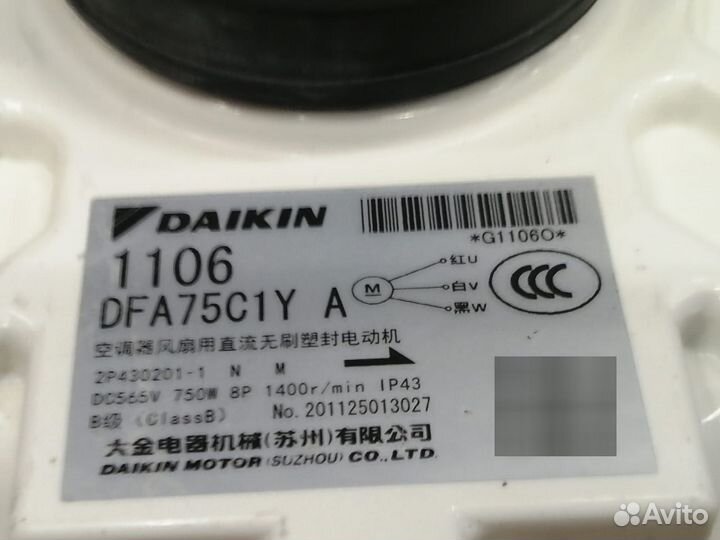 DAIKIN
*G1106O*
1106
DFA75C1Y A
M
红U
白V
黑W
CCC
空调器风扇用直流无刷塑封电动机
2P430201-1 N M
DC565V 750W 8P 1400r/min IP43
B级 (ClassB) No.201125013027
大金电器机械(苏州)有限公司
DAIKIN MOTOR (SUZHOU) CO.,LTD.
Avito